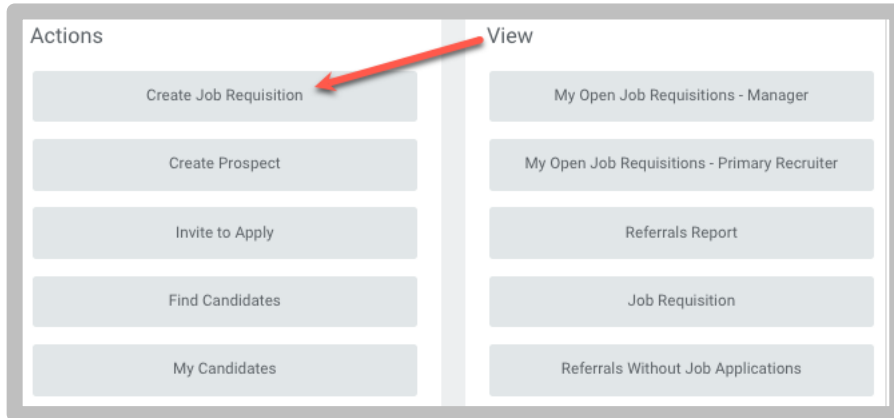 Actions
Create Job Requisition
Create Prospect
Invite to Apply
Find Candidates
My Candidates
View
My Open Job Requisitions - Manager
My Open Job Requisitions - Primary Recruiter
Referrals Report
Job Requisition
Referrals Without Job Applications